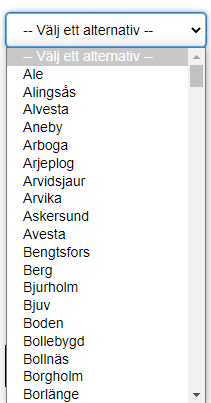 -- Välj ett alternativ --
-- Välj ett alternativ --
Ale
Alingsås
Alvesta
Aneby
Arboga
Arjeplog
Arvidsjaur
Arvika
Askersund
Avesta
Bengtsfors
Berg
Bjurholm
Bjuv
Boden
Bollebygd
Bollnäs
Borgholm
Borlänge